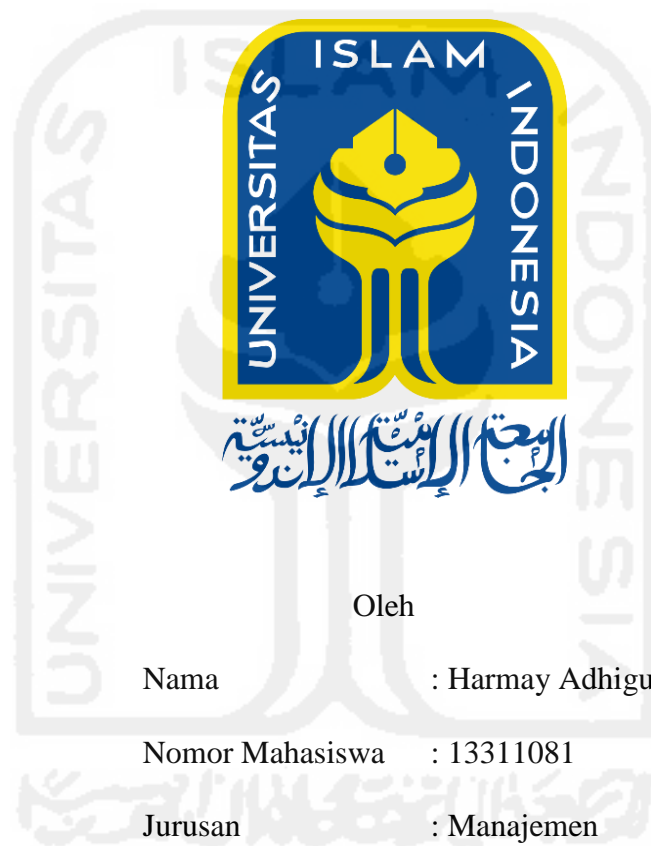 UNIVERSITAS ISLAM INDONESIA
الجامعة الإسلامية الإندونيسية
Oleh
Nama : Harmay Adhigu
Nomor Mahasiswa : 13311081
Jurusan : Manajemen